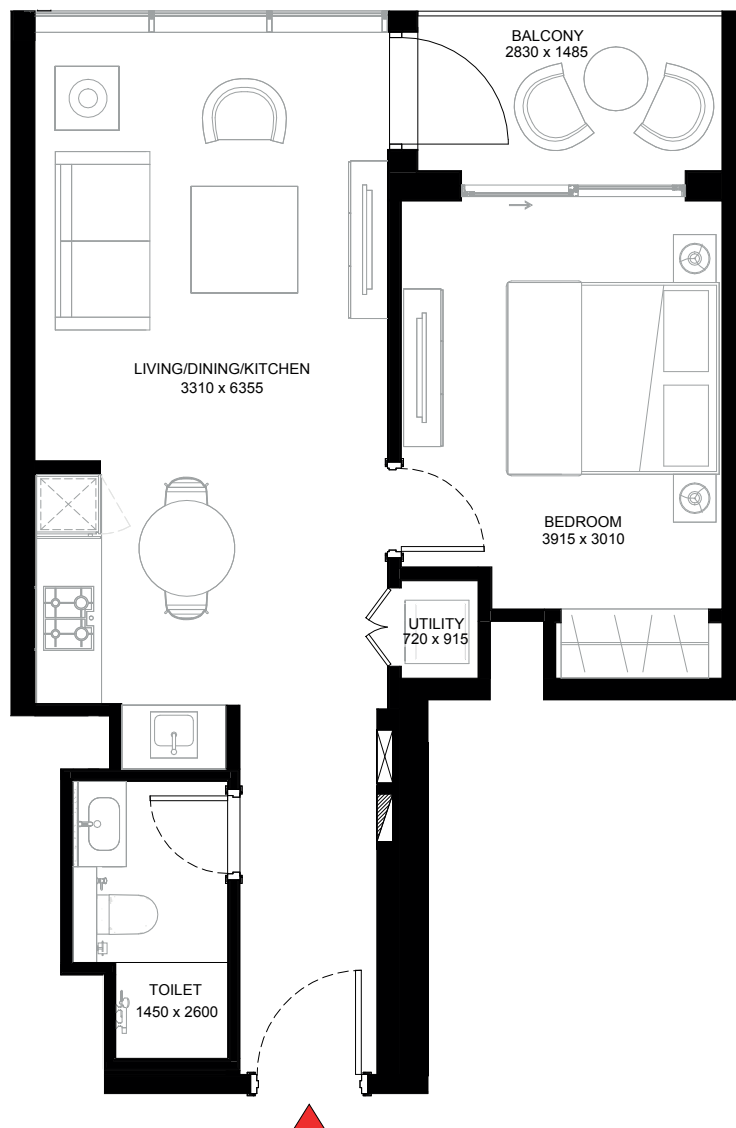 BALCONY
2830 x 1485
LIVING/DINING/KITCHEN
3310 x 6355
BEDROOM
3915 x 3010
UTILITY
720 x 915
TOILET
1450 x 2600